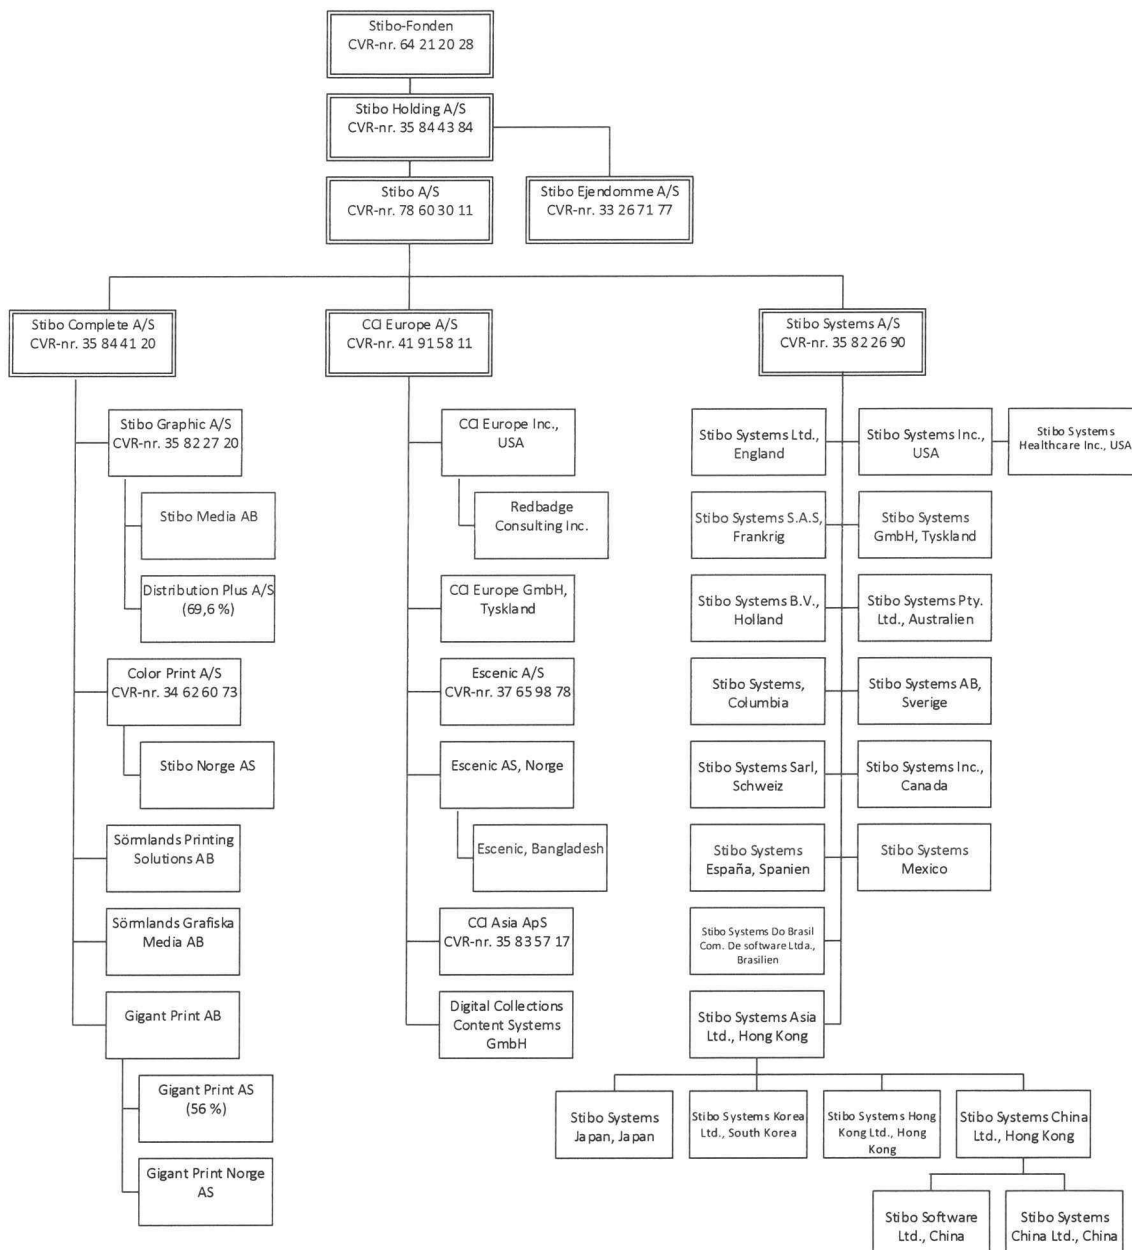 Stibo-Fonden
CVR-nr. 64 21 20 28
Stibo Holding A/S
CVR-nr. 35 84 43 84
Stibo A/S
CVR-nr. 78 60 30 11
Stibo Ejendomme A/S
CVR-nr. 33 26 71 77
Stibo Complete A/S
CVR-nr. 35 84 41 20
CCI Europe A/S
CVR-nr. 41 91 58 11
Stibo Systems A/S
CVR-nr. 35 82 26 90
Stibo Graphic A/S
CVR-nr. 35 82 27 20
Stibo Media AB
Distribution Plus A/S
(69,6 %)
Color Print A/S
CVR-nr. 34 62 60 73
Stibo Norge AS
Sörmlands Printing
Solutions AB
Sörmlands Grafiska
Media AB
Gigant Print AB
Gigant Print AS
(56 %)
Gigant Print Norge
AS
CCI Europe Inc.,
USA
Redbadge
Consulting Inc.
CCI Europe GmbH,
Tyskland
Escenic A/S
CVR-nr. 37 65 98 78
Escenic AS, Norge
Escenic, Bangladesh
CCI Asia ApS
CVR-nr. 35 83 57 17
Digital Collections
Content Systems
GmbH
Stibo Systems Ltd.,
England
Stibo Systems Inc.,
USA
Stibo Systems
Healthcare Inc., USA
Stibo Systems S.A.S,
Frankrig
Stibo Systems
GmbH, Tyskland
Stibo Systems B.V.,
Holland
Stibo Systems Pty.
Ltd., Australien
Stibo Systems,
Columbia
Stibo Systems AB,
Sverige
Stibo Systems Sarl,
Schweiz
Stibo Systems Inc.,
Canada
Stibo Systems
España, Spanien
Stibo Systems
Mexico
Stibo Systems Do Brasil
Com. De software Ltda.,
Brasilien
Stibo Systems Asia
Ltd., Hong Kong
Stibo Systems
Japan, Japan
Stibo Systems Korea
Ltd., South Korea
Stibo Systems Hong
Kong Ltd., Hong
Kong
Stibo Systems China
Ltd., Hong Kong
Stibo Software
Ltd., China
Stibo Systems
China Ltd., China